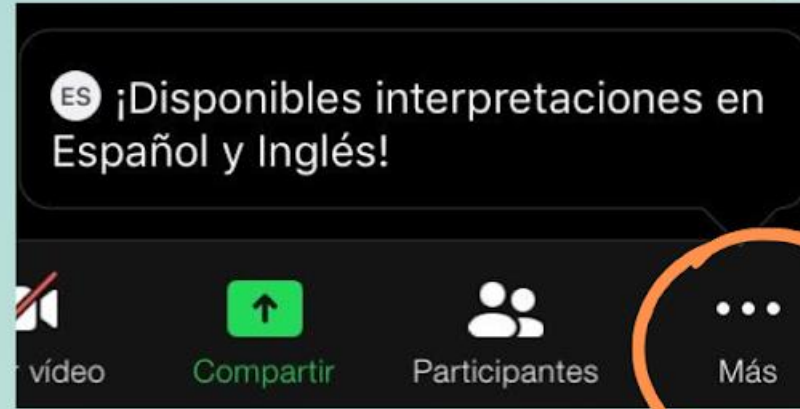 ES ¡Disponibles interpretaciones en
Español y Inglés!
r vídeo
Compartir
Participantes
Más